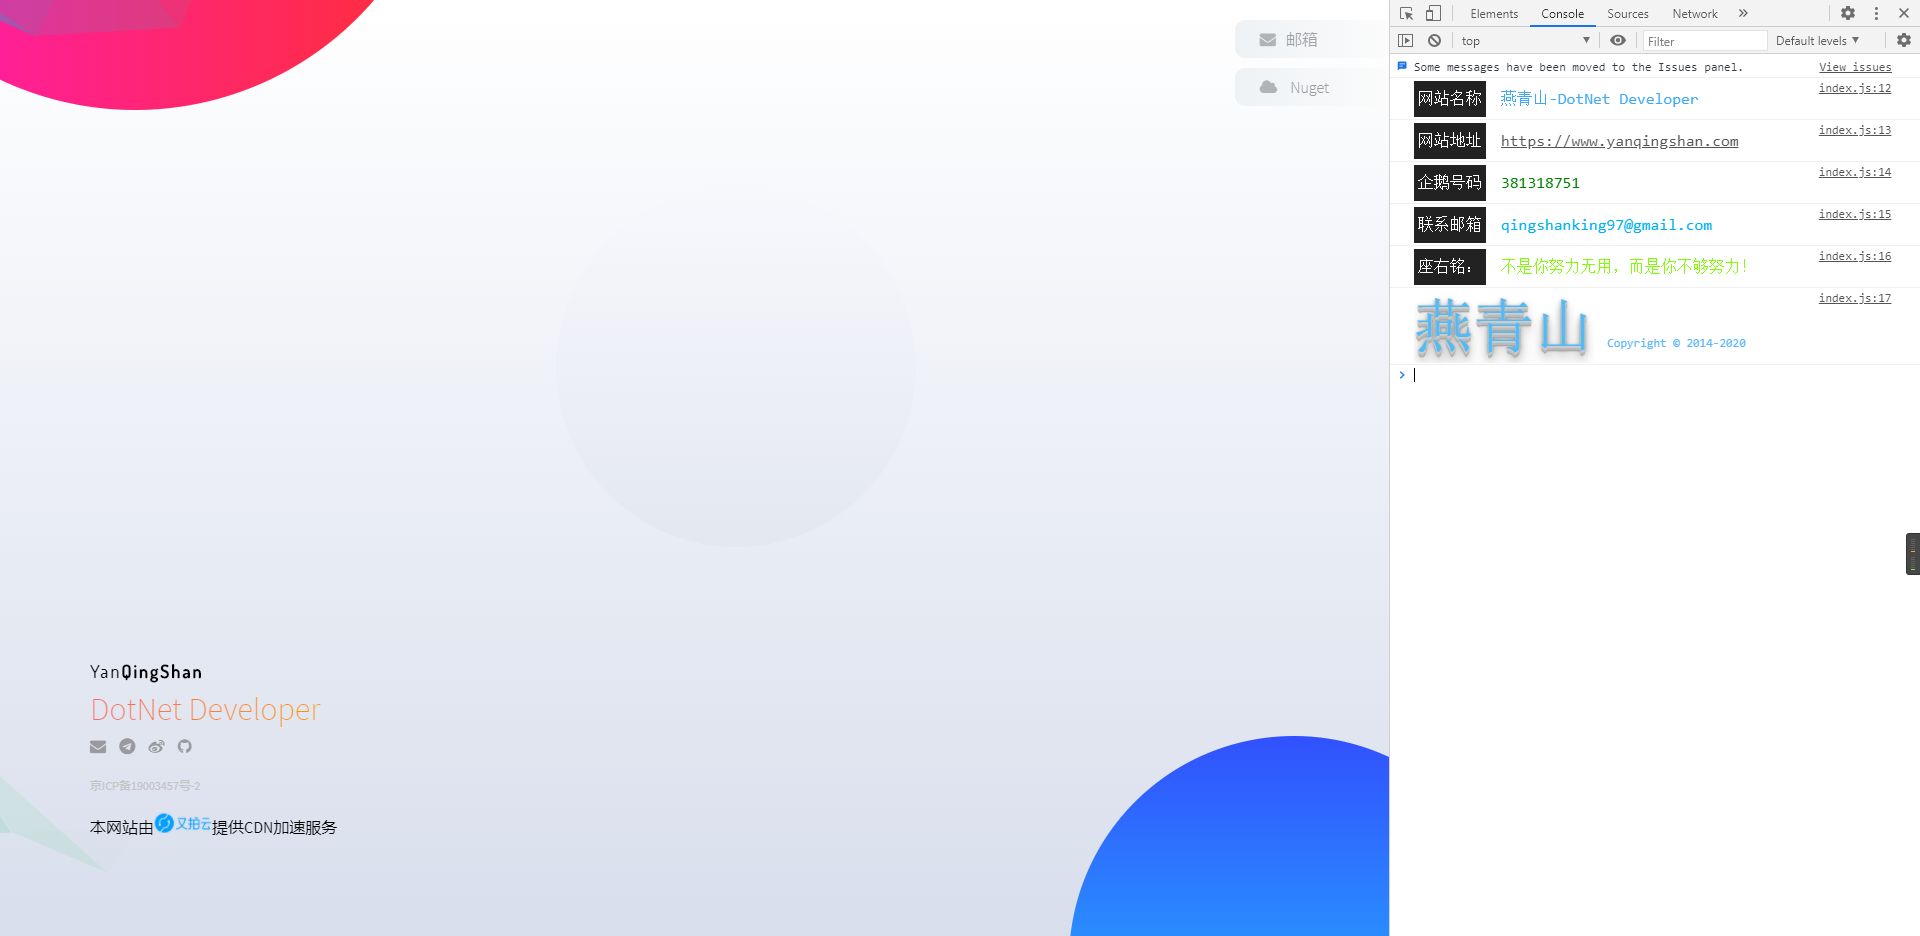 邮箱
Nuget
YanQingShan
DotNet Developer
京ICP备19003457号-2
本网站由又拍云提供CDN加速服务
Elements Console Sources Network »
top ▼ Filter Default levels ▼
Some messages have been moved to the Issues panel. View issues
网站名称 燕青山-DotNet Developer index.js:12
网站地址 https://www.yanqingshan.com index.js:13
企鹅号码 381318751 index.js:14
联系邮箱 qingshanking97@gmail.com index.js:15
座右铭： 不是你努力无用，而是你不够努力！ index.js:16
燕青山 Copyright © 2014-2020 index.js:17